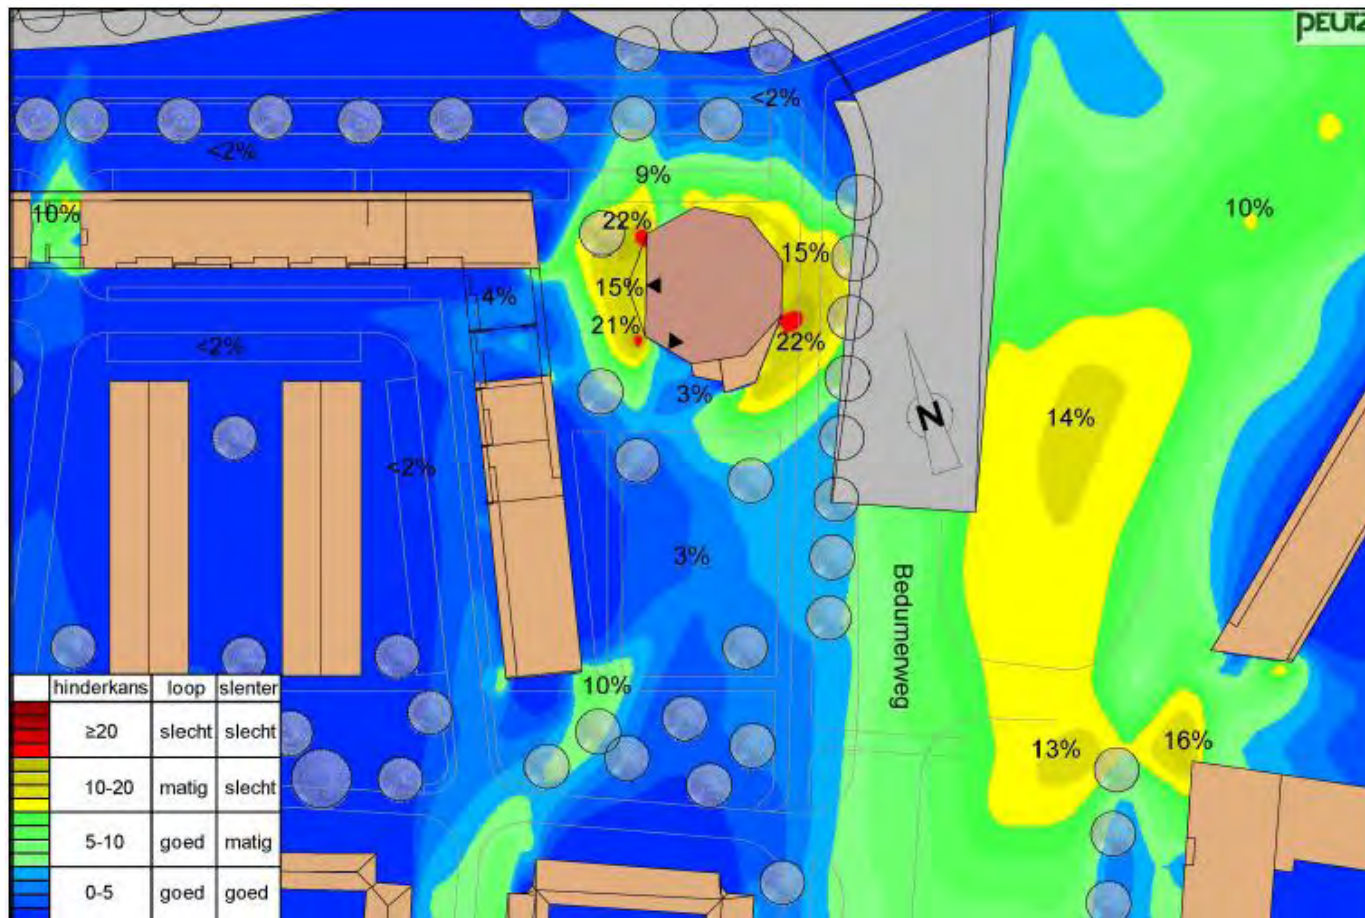 PEUTZ
<2%
<2%
9%
10%
22%
10%
15%
15%
4%
21%
22%
<2%
3%
14%
N
<2%
3%
Bedumerweg
10%
13%
16%
hinderkans loop slenter
≥20 slecht slecht
10-20 matig slecht
5-10 goed matig
0-5 goed goed